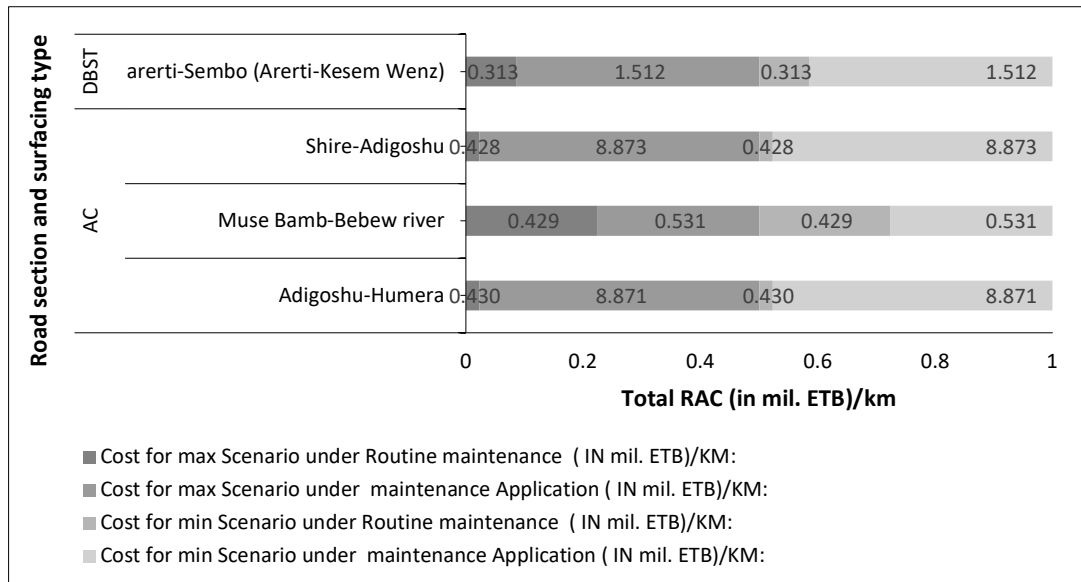 Road section and surfacing type
DBST
arerti-Sembo (Arerti-Kesem Wenz) 0.313 1.512 0.313 1.512
AC
Shire-Adigoshu 0.428 8.873 0.428 8.873
Muse Bamb-Bebew river 0.429 0.531 0.429 0.531
Adigoshu-Humera 0.430 8.871 0.430 8.871
0 0.2 0.4 0.6 0.8 1
Total RAC (in mil. ETB)/km
Cost for max Scenario under Routine maintenance ( IN mil. ETB)/KM:
Cost for max Scenario under maintenance Application ( IN mil. ETB)/KM:
Cost for min Scenario under Routine maintenance ( IN mil. ETB)/KM:
Cost for min Scenario under maintenance Application ( IN mil. ETB)/KM: